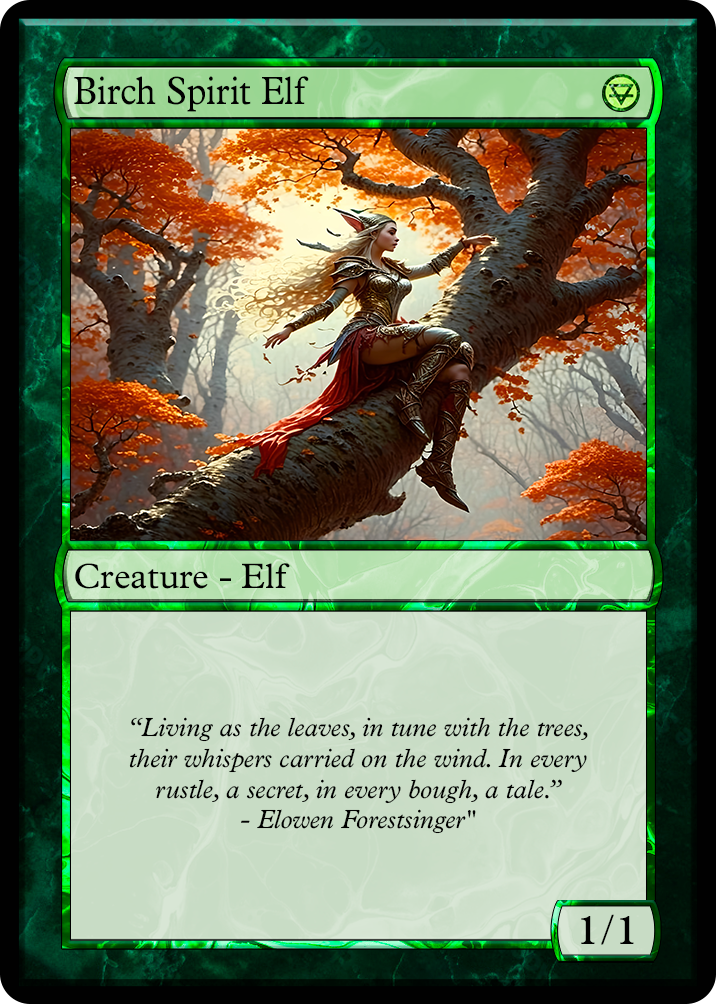 Birch Spirit Elf
Creature - Elf
“Living as the leaves, in tune with the trees,
their whispers carried on the wind. In every
rustle, a secret, in every bough, a tale.”
- Elowen Forestsinger"
1/1